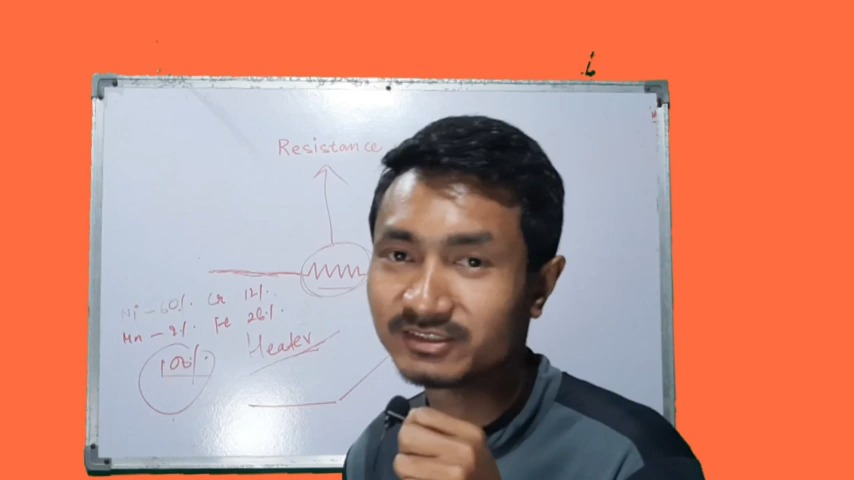 Resistance
Ni - 60%. Cr 12%.
Mn - 2%. Fe 26%.
Heater
100%.